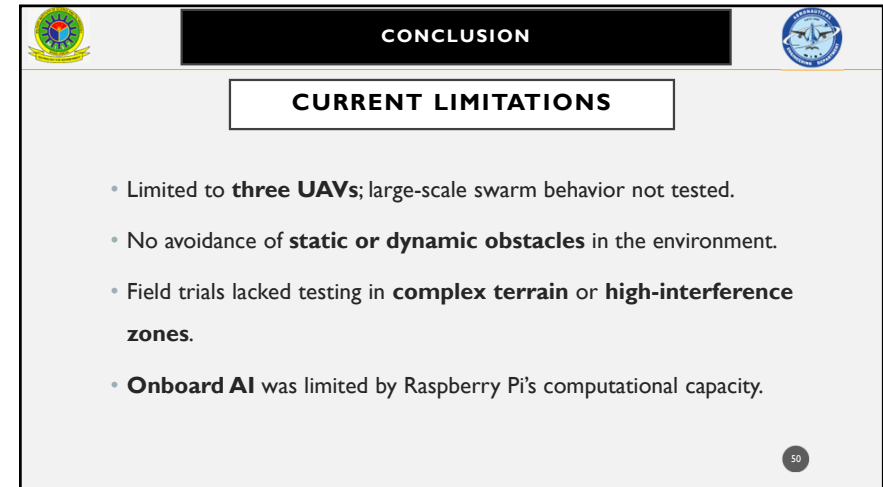 CONCLUSION
CURRENT LIMITATIONS
• Limited to three UAVs; large-scale swarm behavior not tested.
• No avoidance of static or dynamic obstacles in the environment.
• Field trials lacked testing in complex terrain or high-interference
zones.
• Onboard AI was limited by Raspberry Pi's computational capacity.
50